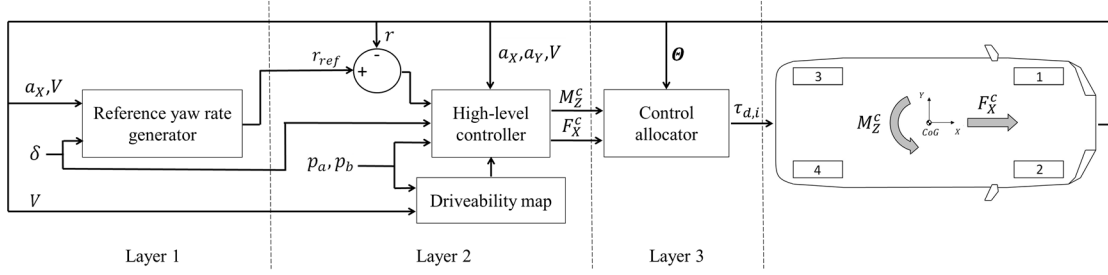 r
r_ref
-
+
a_X,V
a_X,a_Y,V
Θ
Reference yaw rate
generator
High-level
controller
M_Z^c
F_X^c
Control
allocator
τ_d,i
3
1
Y
X
CoG
M_Z^c
F_X^c
4
2
δ
p_a,p_b
V
Driveability map
Layer 1
Layer 2
Layer 3